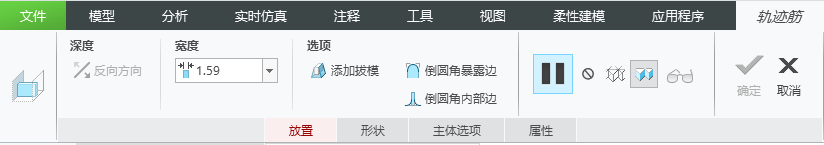 文件 模型 分析 实时仿真 注释 工具 视图 柔性建模 应用程序 轨迹筋
深度 宽度 选项
反向方向 1.59 添加拔模 倒圆角暴露边
倒圆角内部边
确定 取消
放置 形状 主体选项 属性